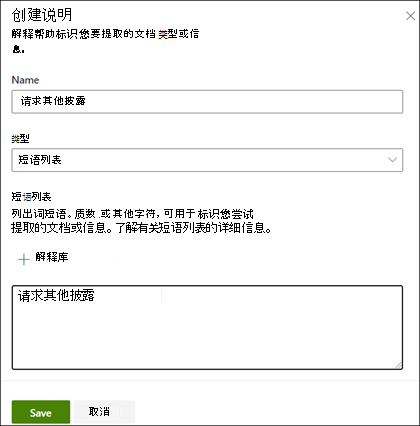 创建说明
解释帮助标识您要提取的文档类型或信
息。
Name
请求其他披露
类型
短语列表
短语列表
列出词短语、质数 或其他字符，可用于标识您尝试
提取的文档或信息。了解有关短语列表的详细信息。
+ 解释库
请求其他披露
Save
取消